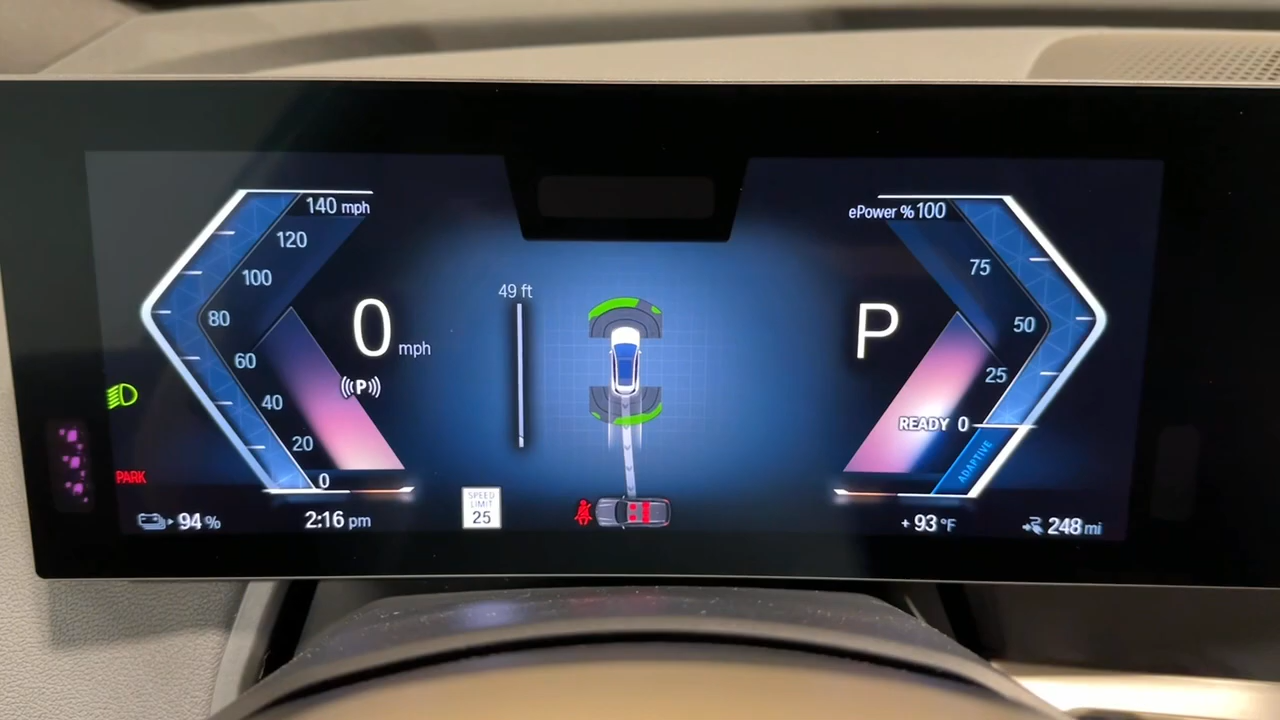 140 mph
120
100
80
60
40
20
0
0 mph
(P)
PARK
94 %
2:16 pm
49 ft
SPEED
LIMIT
25
P
ePower % 100
75
50
25
READY 0
ADAPTIVE
+ 93 °F
248 mi